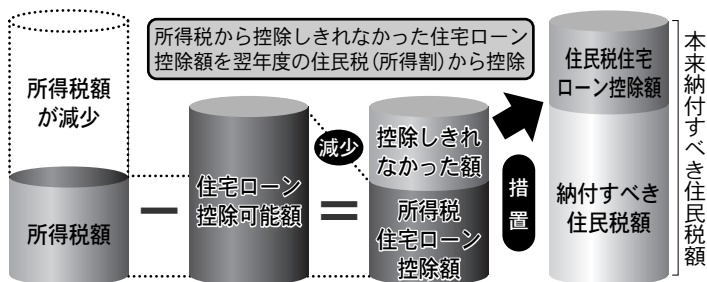 所得税から控除しきれなかった住宅ローン
控除額を翌年度の住民税(所得割)から控除
所得税額
が減少
所得税額
住宅ローン
控除可能額
減少
控除しきれ
なかった額
所得税
住宅ローン
控除額
措置
住民税住宅
ローン控除額
納付すべき
住民税額
本来納付すべき住民税額